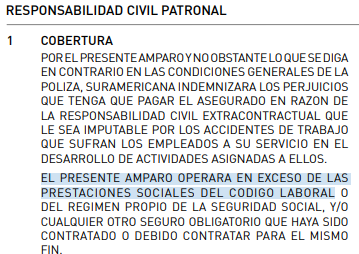 RESPONSABILIDAD CIVIL PATRONAL
1 COBERTURA
POR EL PRESENTE AMPARO Y NO OBSTANTE LO QUE SE DIGA
EN CONTRARIO EN LAS CONDICIONES GENERALES DE LA
POLIZA, SURAMERICANA INDEMNIZARA LOS PERJUICIOS
QUE TENGA QUE PAGAR EL ASEGURADO EN RAZON DE
LA RESPONSABILIDAD CIVIL EXTRACONTRACTUAL QUE
LE SEA IMPUTABLE POR LOS ACCIDENTES DE TRABAJO
QUE SUFRAN LOS EMPLEADOS A SU SERVICIO EN EL
DESARROLLO DE ACTIVIDADES ASIGNADAS A ELLOS.
EL PRESENTE AMPARO OPERARA EN EXCESO DE LAS
PRESTACIONES SOCIALES DEL CODIGO LABORAL O
DEL REGIMEN PROPIO DE LA SEGURIDAD SOCIAL, Y/O
CUALQUIER OTRO SEGURO OBLIGATORIO QUE HAYA SIDO
CONTRATADO O DEBIDO CONTRATAR PARA EL MISMO
FIN.